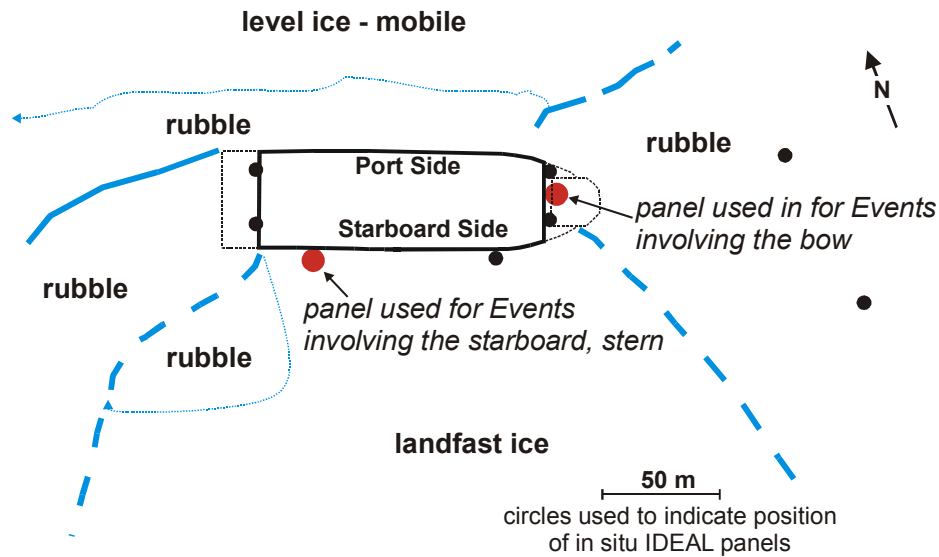 level ice - mobile
N
rubble
rubble
Port Side
Starboard Side
panel used in for Events
involving the bow
rubble
panel used for Events
involving the starboard, stern
rubble
landfast ice
50 m
circles used to indicate position
of in situ IDEAL panels